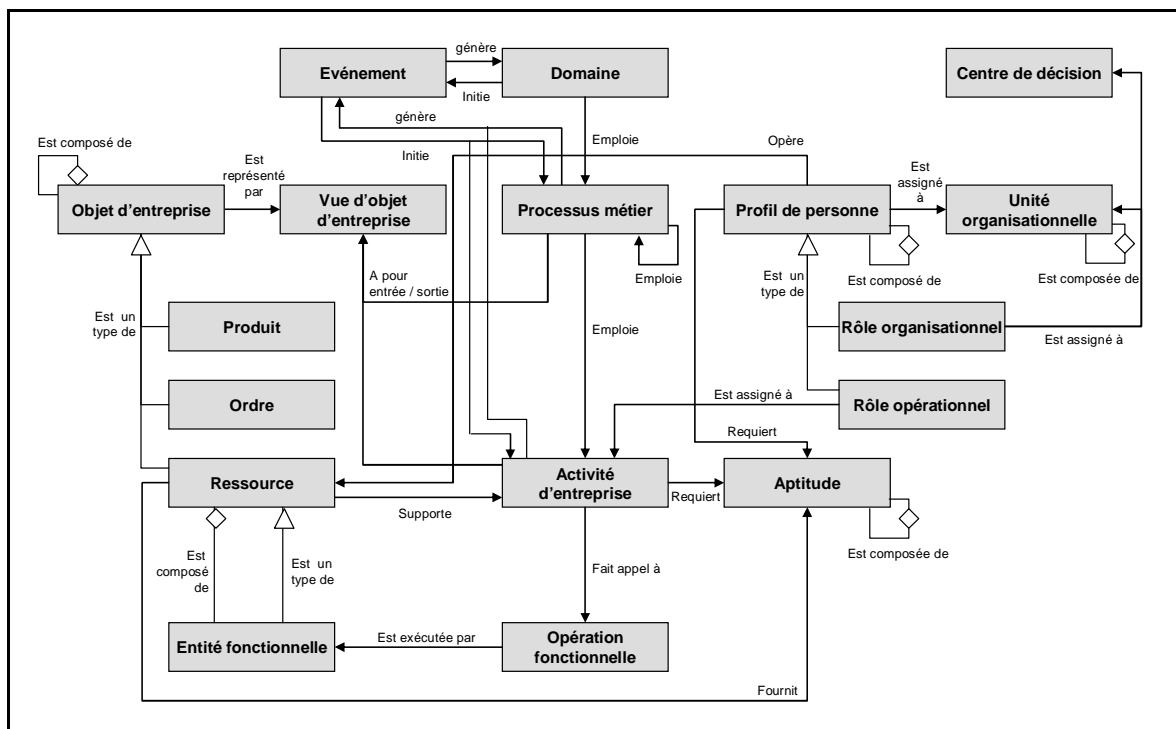 génère
Evénement
Domaine
Centre de décision
Initie
génère
Est composé de
Emploie
Opère
Initie
Est
représenté
par
Est
assigné
à
Objet d'entreprise
Vue d'objet
d'entreprise
Processus métier
Profil de personne
Unité
organisationnelle
A pour
entrée / sortie
Emploie
Est un
type de
Est composé de
Est composée de
Est un
type de
Produit
Emploie
Rôle organisationnel
Est assigné à
Ordre
Est assigné à
Rôle opérationnel
Requiert
Ressource
Activité
d'entreprise
Aptitude
Supporte
Requiert
Est
composé
de
Est un
type de
Est composée de
Fait appel à
Entité fonctionnelle
Est exécutée par
Opération
fonctionnelle
Fournit